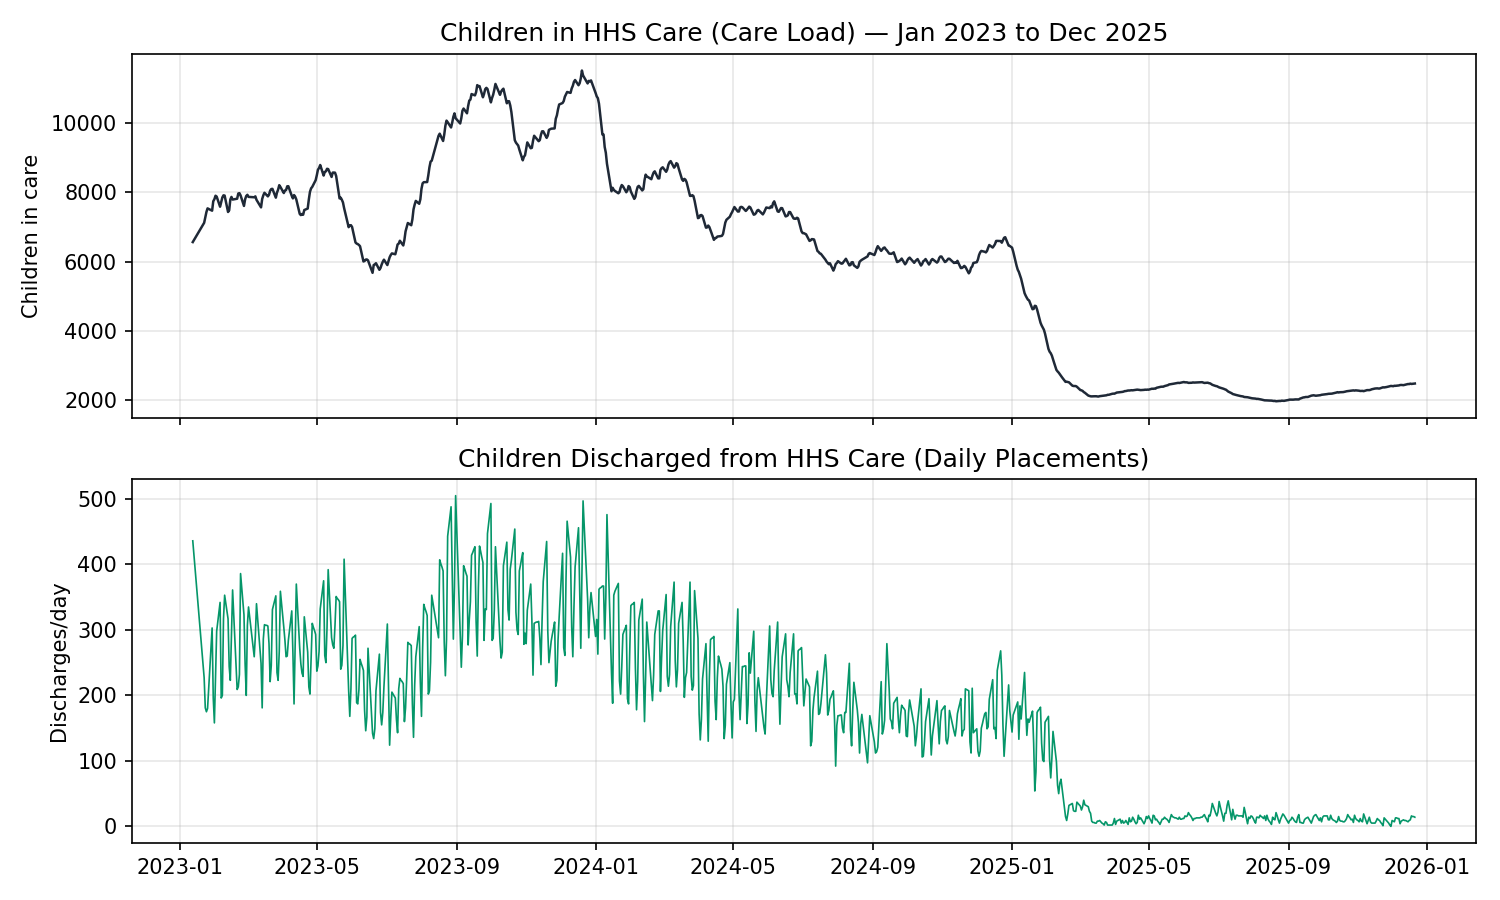 Children in HHS Care (Care Load) — Jan 2023 to Dec 2025
Children in care
10000
8000
6000
4000
2000
Children Discharged from HHS Care (Daily Placements)
Discharges/day
500
400
300
200
100
0
2023-01 2023-05 2023-09 2024-01 2024-05 2024-09 2025-01 2025-05 2025-09 2026-01